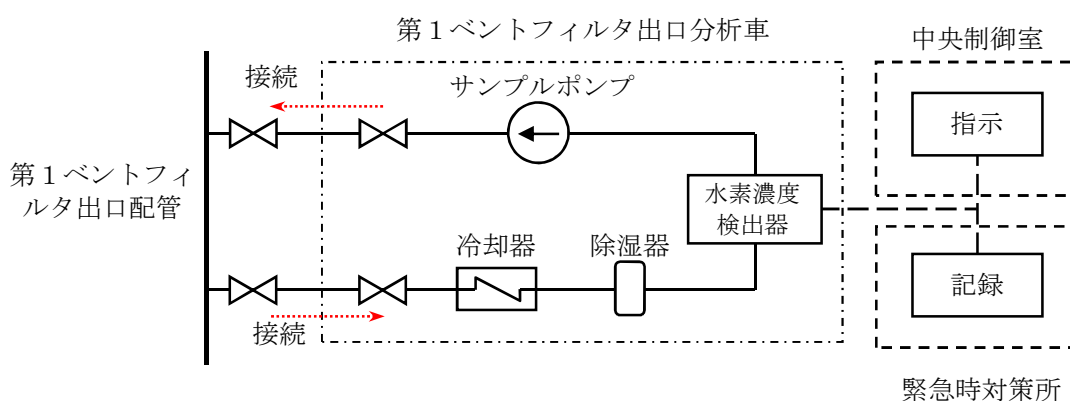 第１ベントフィルタ出口分析車
中央制御室
接続
サンプルポンプ
指示
第１ベントフィ
ルタ出口配管
水素濃度
検出器
冷却器
除湿器
記録
接続
緊急時対策所